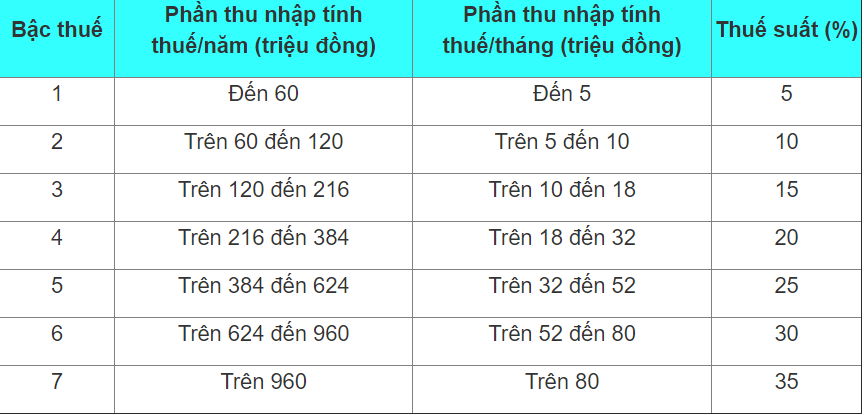 Bậc thuế
Phần thu nhập tính
thuế/năm (triệu đồng)
Phần thu nhập tính
thuế/tháng (triệu đồng)
Thuế suất (%)
1 Đến 60 Đến 5 5
2 Trên 60 đến 120 Trên 5 đến 10 10
3 Trên 120 đến 216 Trên 10 đến 18 15
4 Trên 216 đến 384 Trên 18 đến 32 20
5 Trên 384 đến 624 Trên 32 đến 52 25
6 Trên 624 đến 960 Trên 52 đến 80 30
7 Trên 960 Trên 80 35